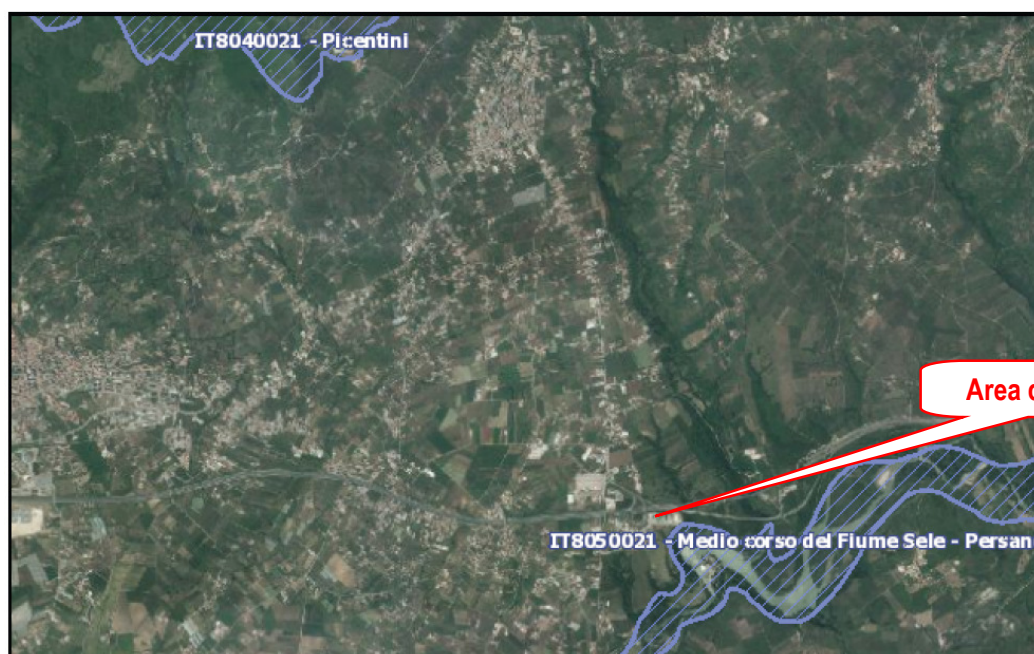 IT8040021 - Picentini
Area d
IT8050021 - Medio corso del Fiume Sele - Persan